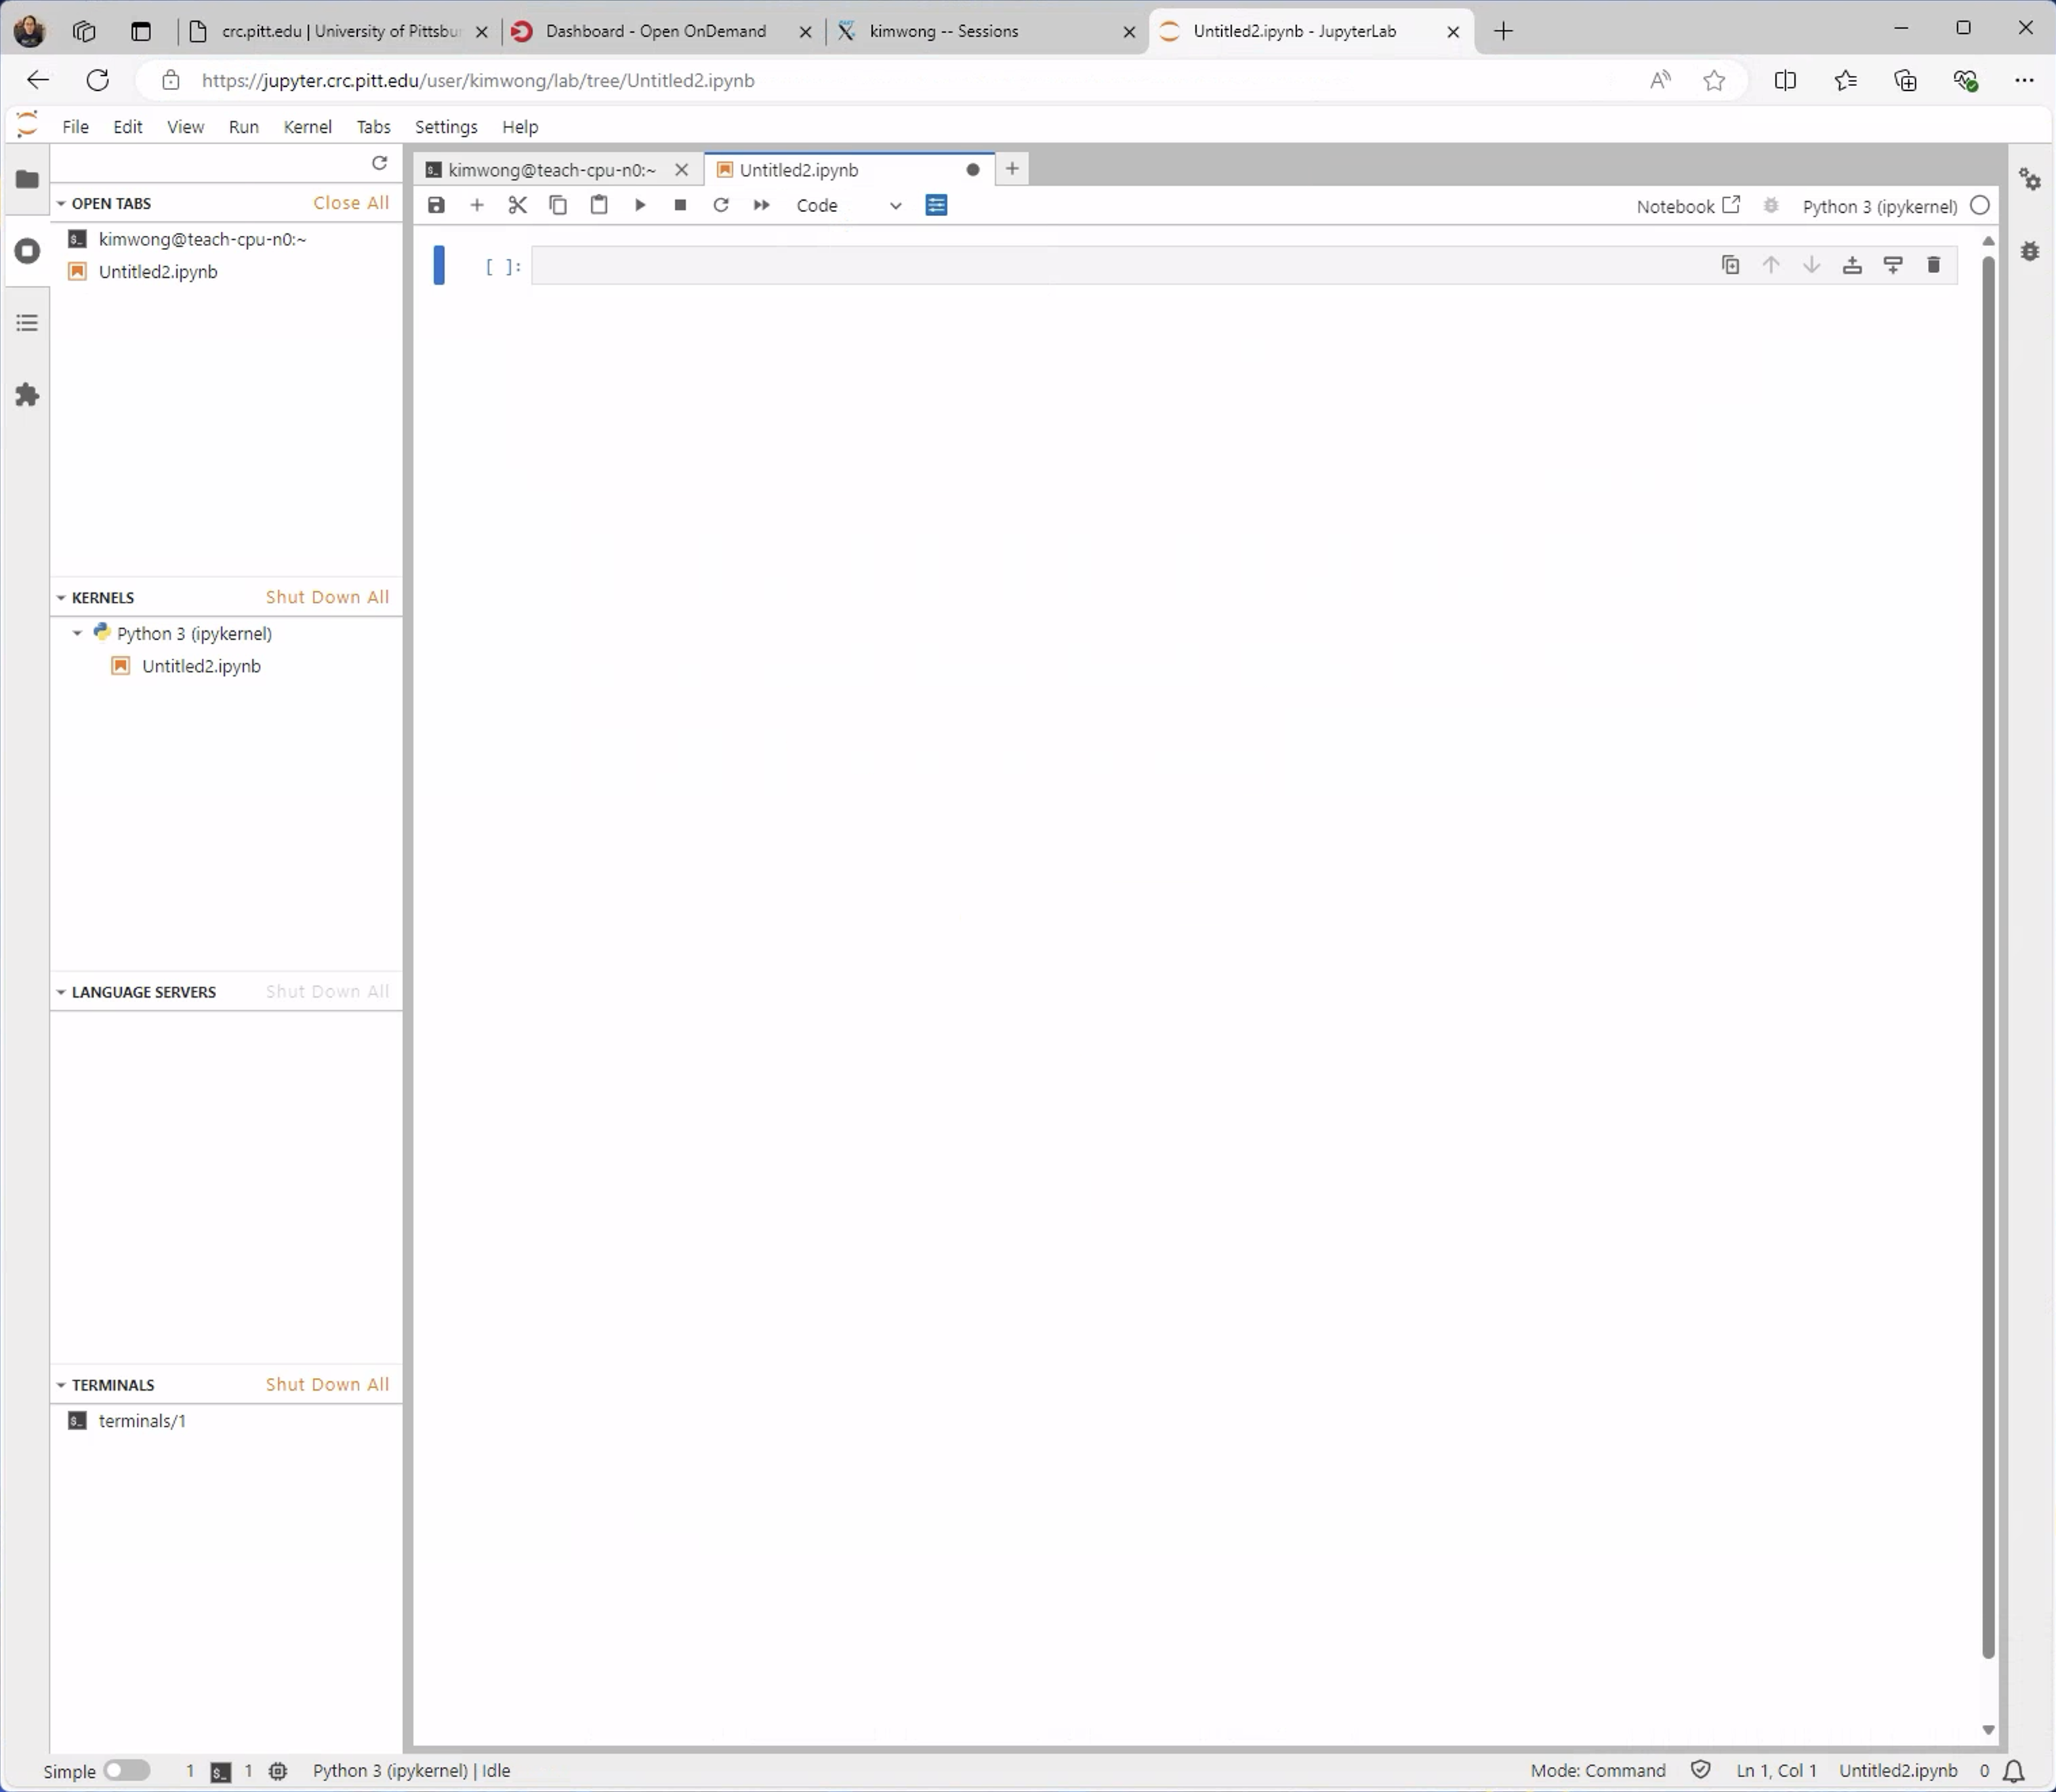 crc.pitt.edu | University of Pittsbu
Dashboard - Open OnDemand
kimwong -- Sessions
Untitled2.ipynb - JupyterLab
https://jupyter.crc.pitt.edu/user/kimwong/lab/tree/Untitled2.ipynb
File Edit View Run Kernel Tabs Settings Help
kimwong@teach-cpu-n0:~
Untitled2.ipynb
OPEN TABS Close All
Code
Notebook
Python 3 (ipykernel)
kimwong@teach-cpu-n0:~
Untitled2.ipynb
[ ]:
KERNELS Shut Down All
Python 3 (ipykernel)
Untitled2.ipynb
LANGUAGE SERVERS Shut Down All
TERMINALS Shut Down All
terminals/1
Simple 1 1 Python 3 (ipykernel) | Idle Mode: Command Ln 1, Col 1 Untitled2.ipynb 0